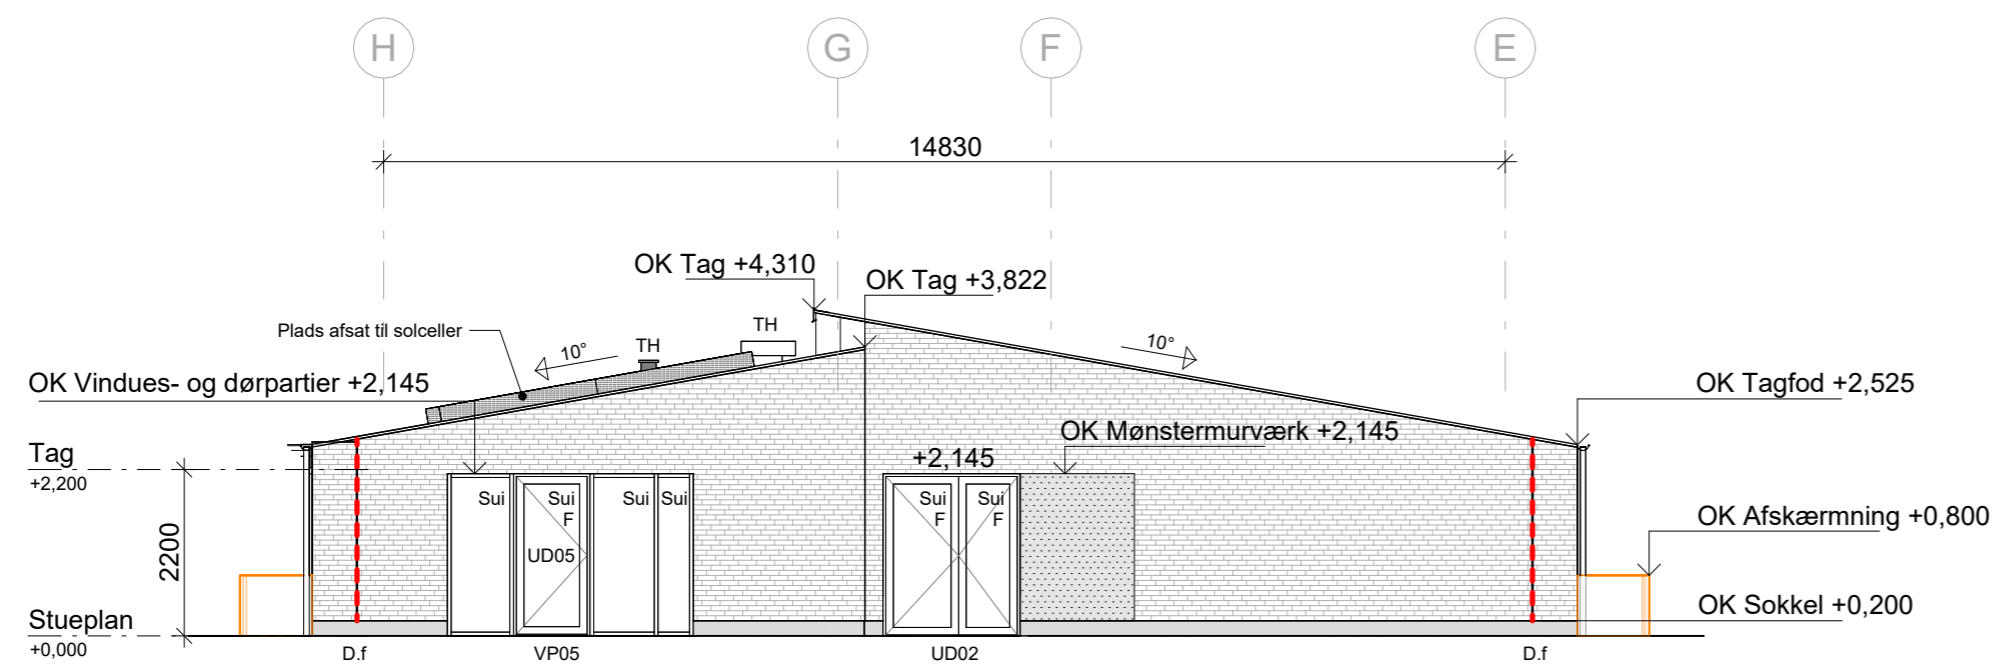 H
G
F
E
14830
OK Tag +4,310
OK Tag +3,822
Plads afsat til solceller
TH
TH
10°
10°
OK Vindues- og dørpartier +2,145
OK Tagfod +2,525
OK Mønstermurværk +2,145
Tag
+2,200
+2,145
Sui
Sui
F
Sui
Sui
Sui
F
Sui
F
UD05
OK Afskærmning +0,800
2200
OK Sokkel +0,200
Stueplan
+0,000
D.f
VP05
UD02
D.f